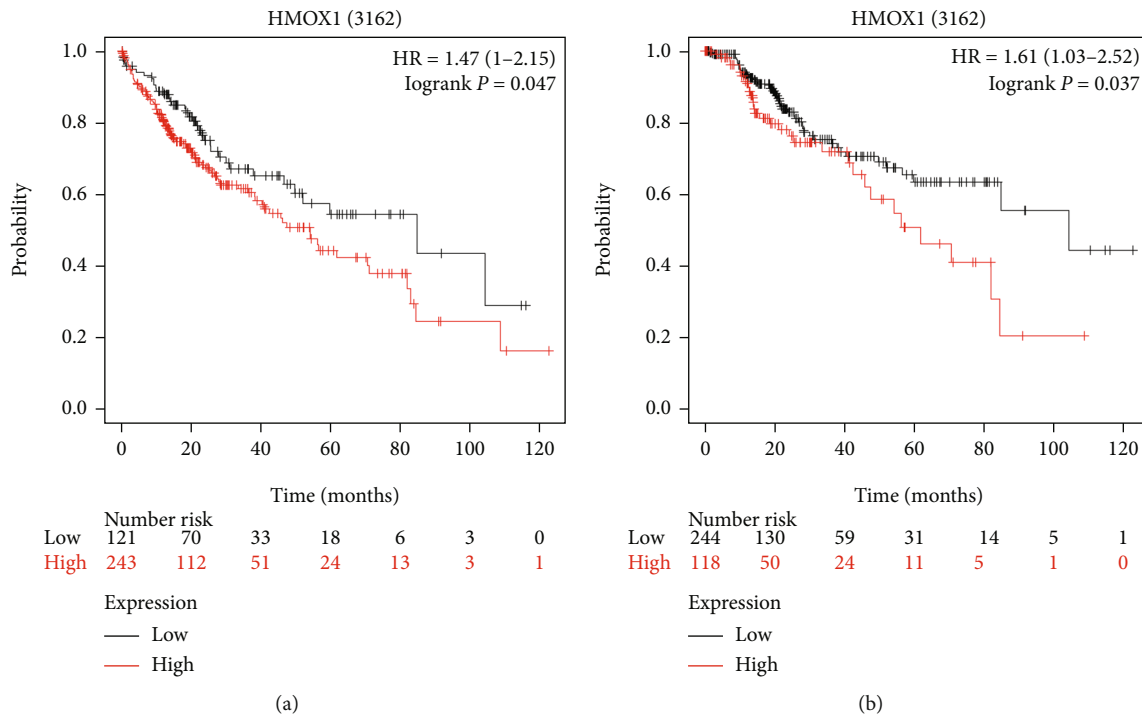 HMOX1 (3162)
HR = 1.47 (1–2.15)
Iogrank P = 0.047
Probability
1.0
0.8
0.6
0.4
0.2
0.0
0 20 40 60 80 100 120
Time (months)
Number risk
Low 121 70 33 18 6 3 0
High 243 112 51 24 13 3 1
Expression
Low
High
(a)
HMOX1 (3162)
HR = 1.61 (1.03–2.52)
Iogrank P = 0.037
Probability
1.0
0.8
0.6
0.4
0.2
0.0
0 20 40 60 80 100 120
Time (months)
Number risk
Low 244 130 59 31 14 5 1
High 118 50 24 11 5 1 0
Expression
Low
High
(b)